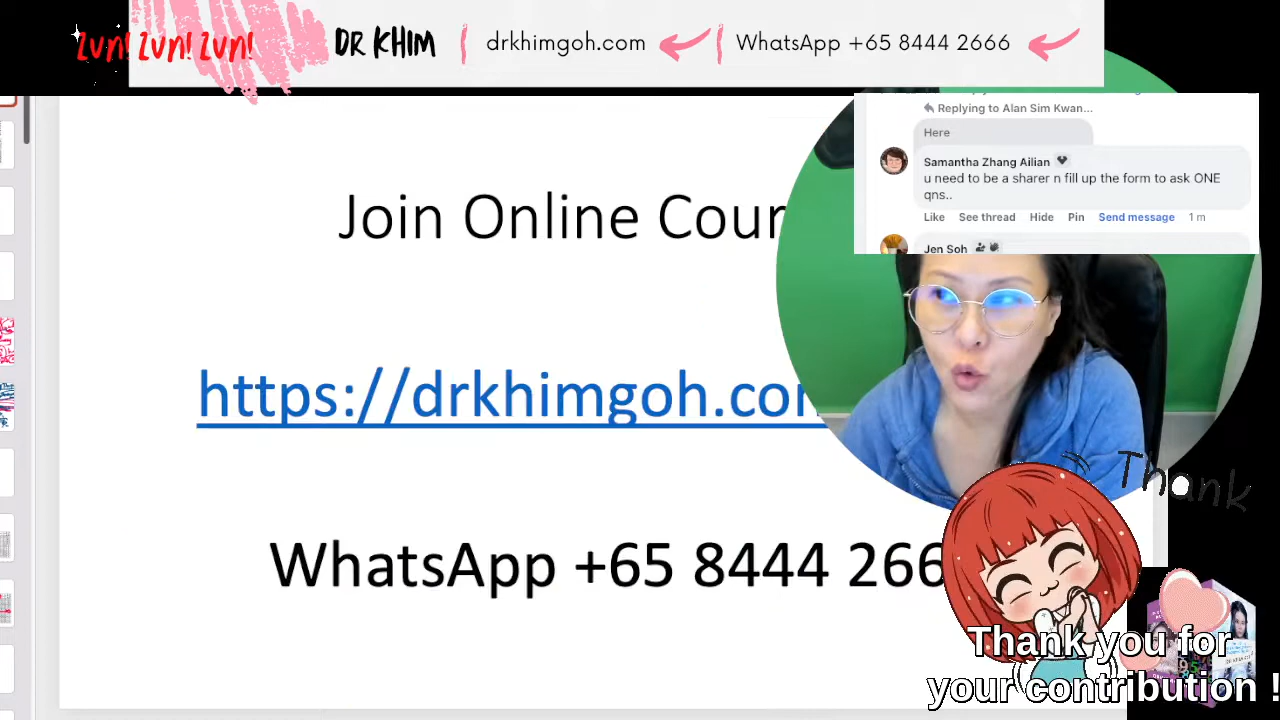 Zun! Zun! Zun!
DR KHIM
drkhimgoh.com
WhatsApp +65 8444 2666
Replying to Alan Sim Kwan...
Here
Samantha Zhang Ailian
u need to be a sharer n fill up the form to ask ONE
qns..
Like See thread Hide Pin Send message 1 m
Jen Soh
Join Online Cour
https://drkhimgoh.com
WhatsApp +65 8444 266
Thank
Thank you for
your contribution !